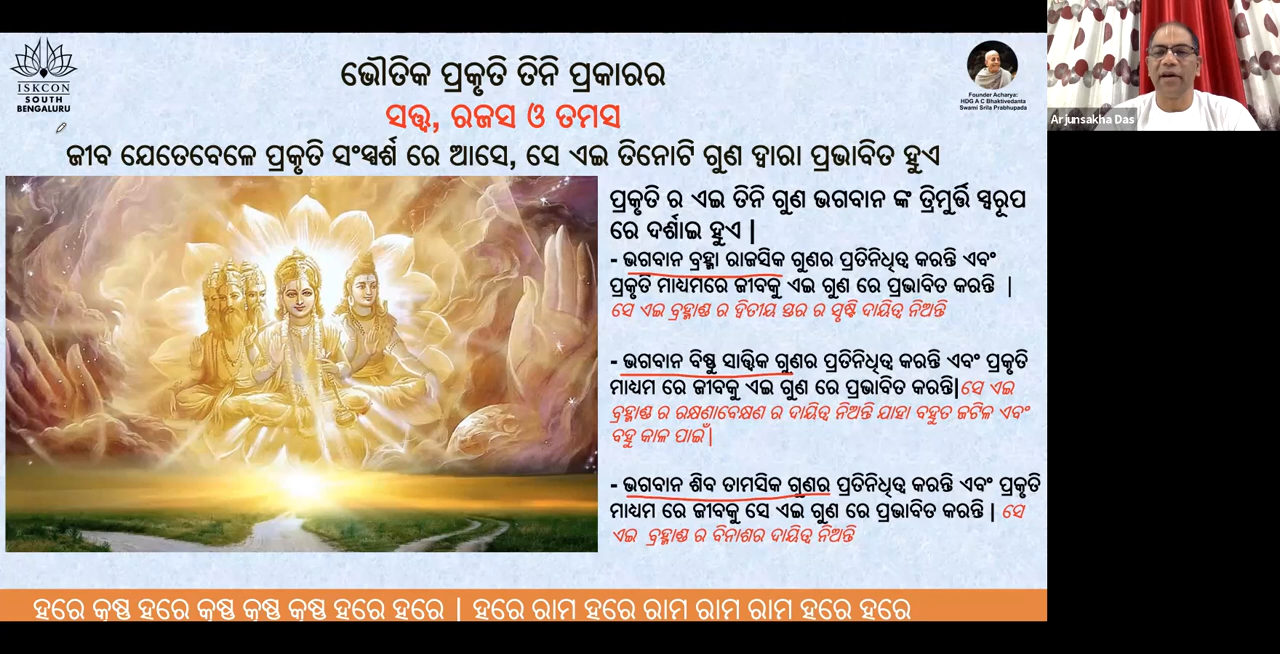 ISKCON
SOUTH
BENGALURU
ଭୌତିକ ପ୍ରକୃତି ତିନି ପ୍ରକାରର
ସତ୍ତ୍ୱ, ରଜସ ଓ ତମସ
ଜୀବ ଯେତେବେଳେ ପ୍ରକୃତି ସଂସ୍ପର୍ଶ ରେ ଆସେ, ସେ ଏଇ ତିନୋଟି ଗୁଣ ଦ୍ୱାରା ପ୍ରଭାବିତ ହୁଏ
Founder Acharya:
HDG A C Bhaktivedanta
Swami Srila Prabhupada
Arjunsakha Das
ପ୍ରକୃତି ର ଏଇ ତିନି ଗୁଣ ଭଗବାନ ଙ୍କ ତ୍ରିମୁର୍ତ୍ତି ସ୍ୱରୂପ
ରେ ଦର୍ଶାଇ ହୁଏ |
- ଭଗବାନ ବ୍ରହ୍ମା ରାଜସିକ ଗୁଣର ପ୍ରତିନିଧିତ୍ୱ କରନ୍ତି ଏବଂ
ପ୍ରକୃତି ମାଧ୍ୟମରେ ଜୀବକୁ ଏଇ ଗୁଣ ରେ ପ୍ରଭାବିତ କରନ୍ତି |
ସେ ଏଇ ବ୍ରହ୍ମାଣ୍ଡ ର ଦ୍ୱିତୀୟ ସ୍ତର ର ସୃଷ୍ଟି ଦାୟିତ୍ୱ ନିଅନ୍ତି
- ଭଗବାନ ବିଷ୍ଣୁ ସାତ୍ତ୍ୱିକ ଗୁଣର ପ୍ରତିନିଧିତ୍ୱ କରନ୍ତି ଏବଂ ପ୍ରକୃତି
ମାଧ୍ୟମ ରେ ଜୀବକୁ ଏଇ ଗୁଣ ରେ ପ୍ରଭାବିତ କରନ୍ତି|ସେ ଏଇ
ବ୍ରହ୍ମାଣ୍ଡ ର ରକ୍ଷଣାବେକ୍ଷଣ ର ଦାୟିତ୍ୱ ନିଅନ୍ତି ଯାହା ବହୁତ ଜଟିଳ ଏବଂ
ବହୁ କାଳ ପାଇଁ |
- ଭଗବାନ ଶିବ ତାମସିକ ଗୁଣର ପ୍ରତିନିଧିତ୍ୱ କରନ୍ତି ଏବଂ ପ୍ରକୃତି
ମାଧ୍ୟମ ରେ ଜୀବକୁ ସେ ଏଇ ଗୁଣ ରେ ପ୍ରଭାବିତ କରନ୍ତି | ସେ
ଏଇ ବ୍ରହ୍ମାଣ୍ଡ ର ବିନାଶର ଦାୟିତ୍ୱ ନିଅନ୍ତି
ହରେ କୃଷ୍ଣ ହରେ କୃଷ୍ଣ କୃଷ୍ଣ କୃଷ୍ଣ ହରେ ହରେ | ହରେ ରାମ ହରେ ରାମ ରାମ ରାମ ହରେ ହରେ